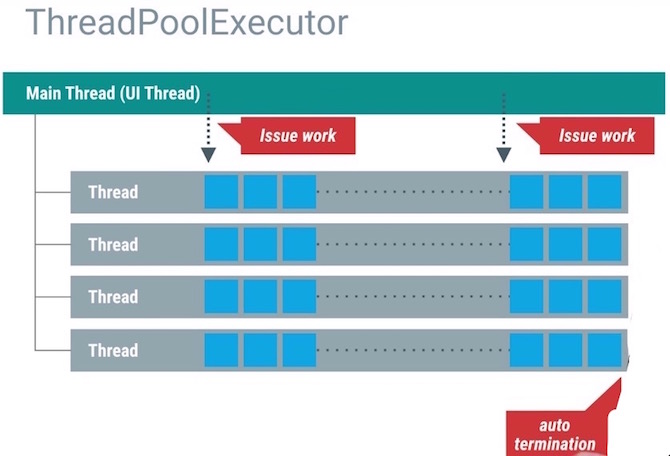 ThreadPoolExecutor
Main Thread (UI Thread)
Issue work
Issue work
Thread
Thread
Thread
Thread
auto
termination